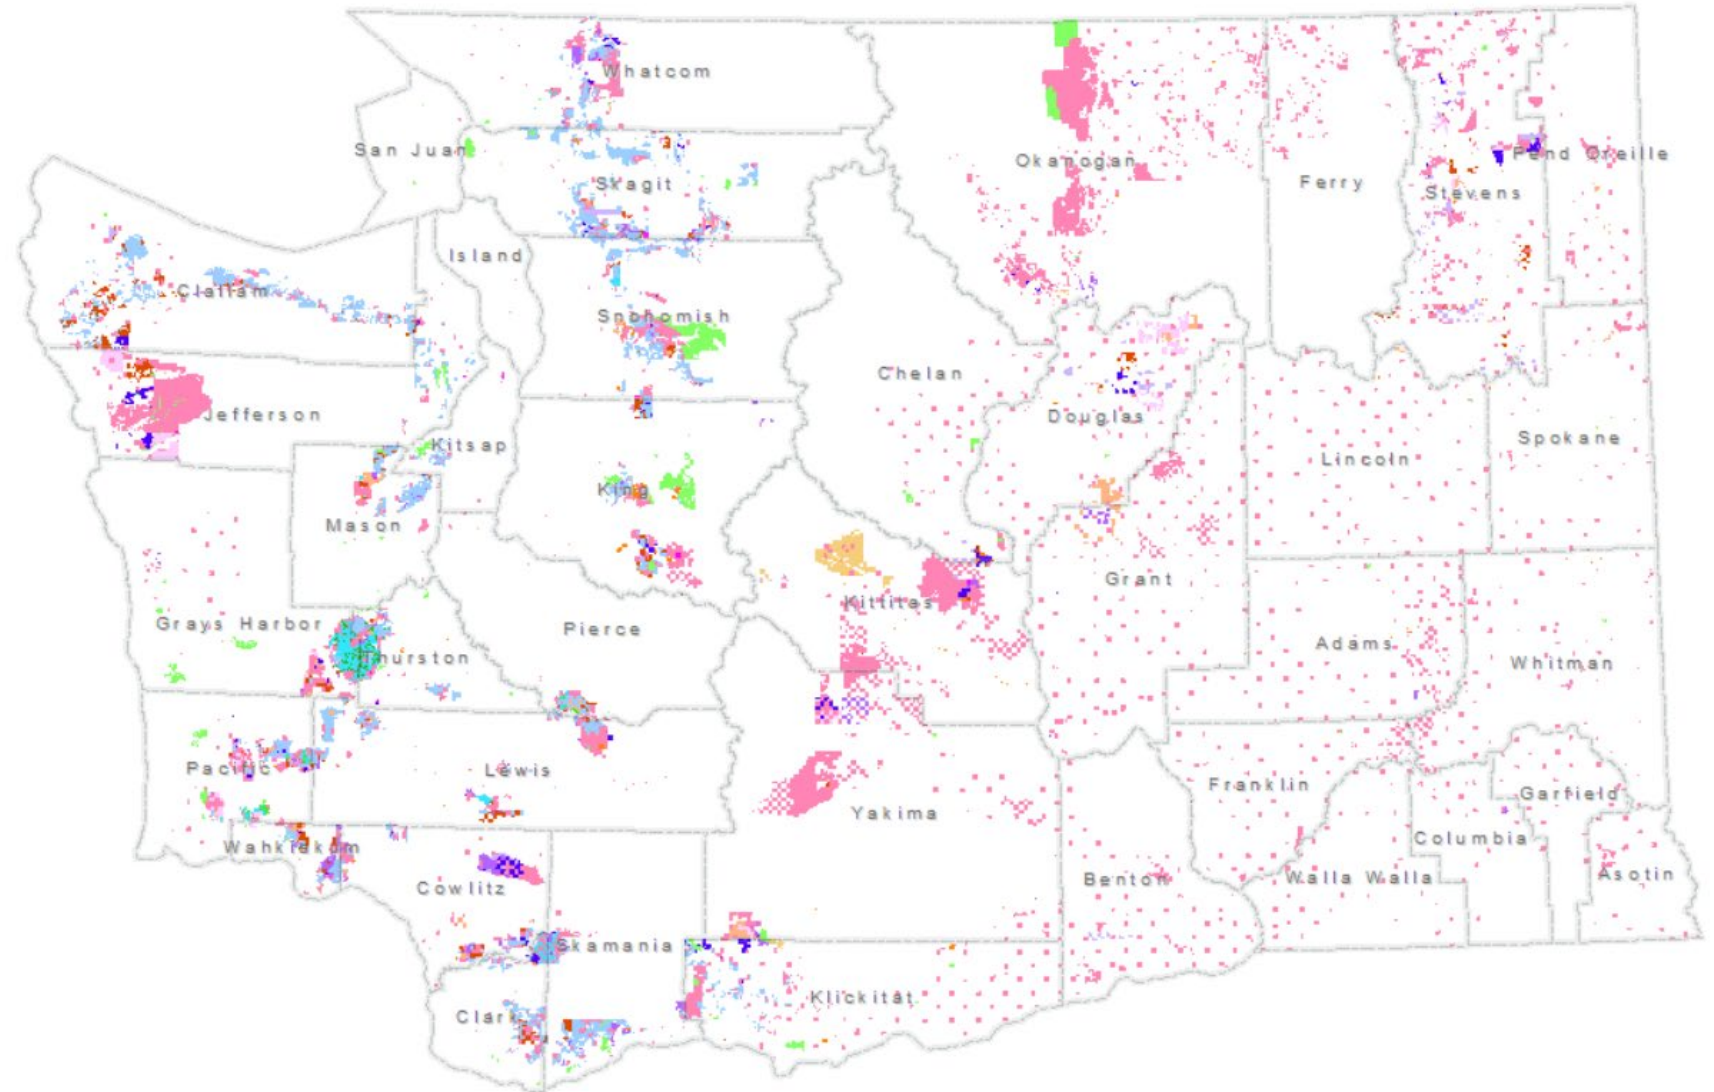 Whatcom
San Juan
Okanogan
Pend Oreille
Skagit
Ferry
Stevens
Island
Clallam
Snohomish
Chelan
Jefferson
Douglas
Kitsap
Spokane
Lincoln
King
Mason
Grant
Kittitas
Grays Harbor
Pierce
Adams
Thurston
Whitman
Pacific
Lewis
Franklin
Garfield
Yakima
Columbia
Wahkiakum
Cowlitz
Benton
Walla Walla
Asotin
Skamania
Klickitat
Clark